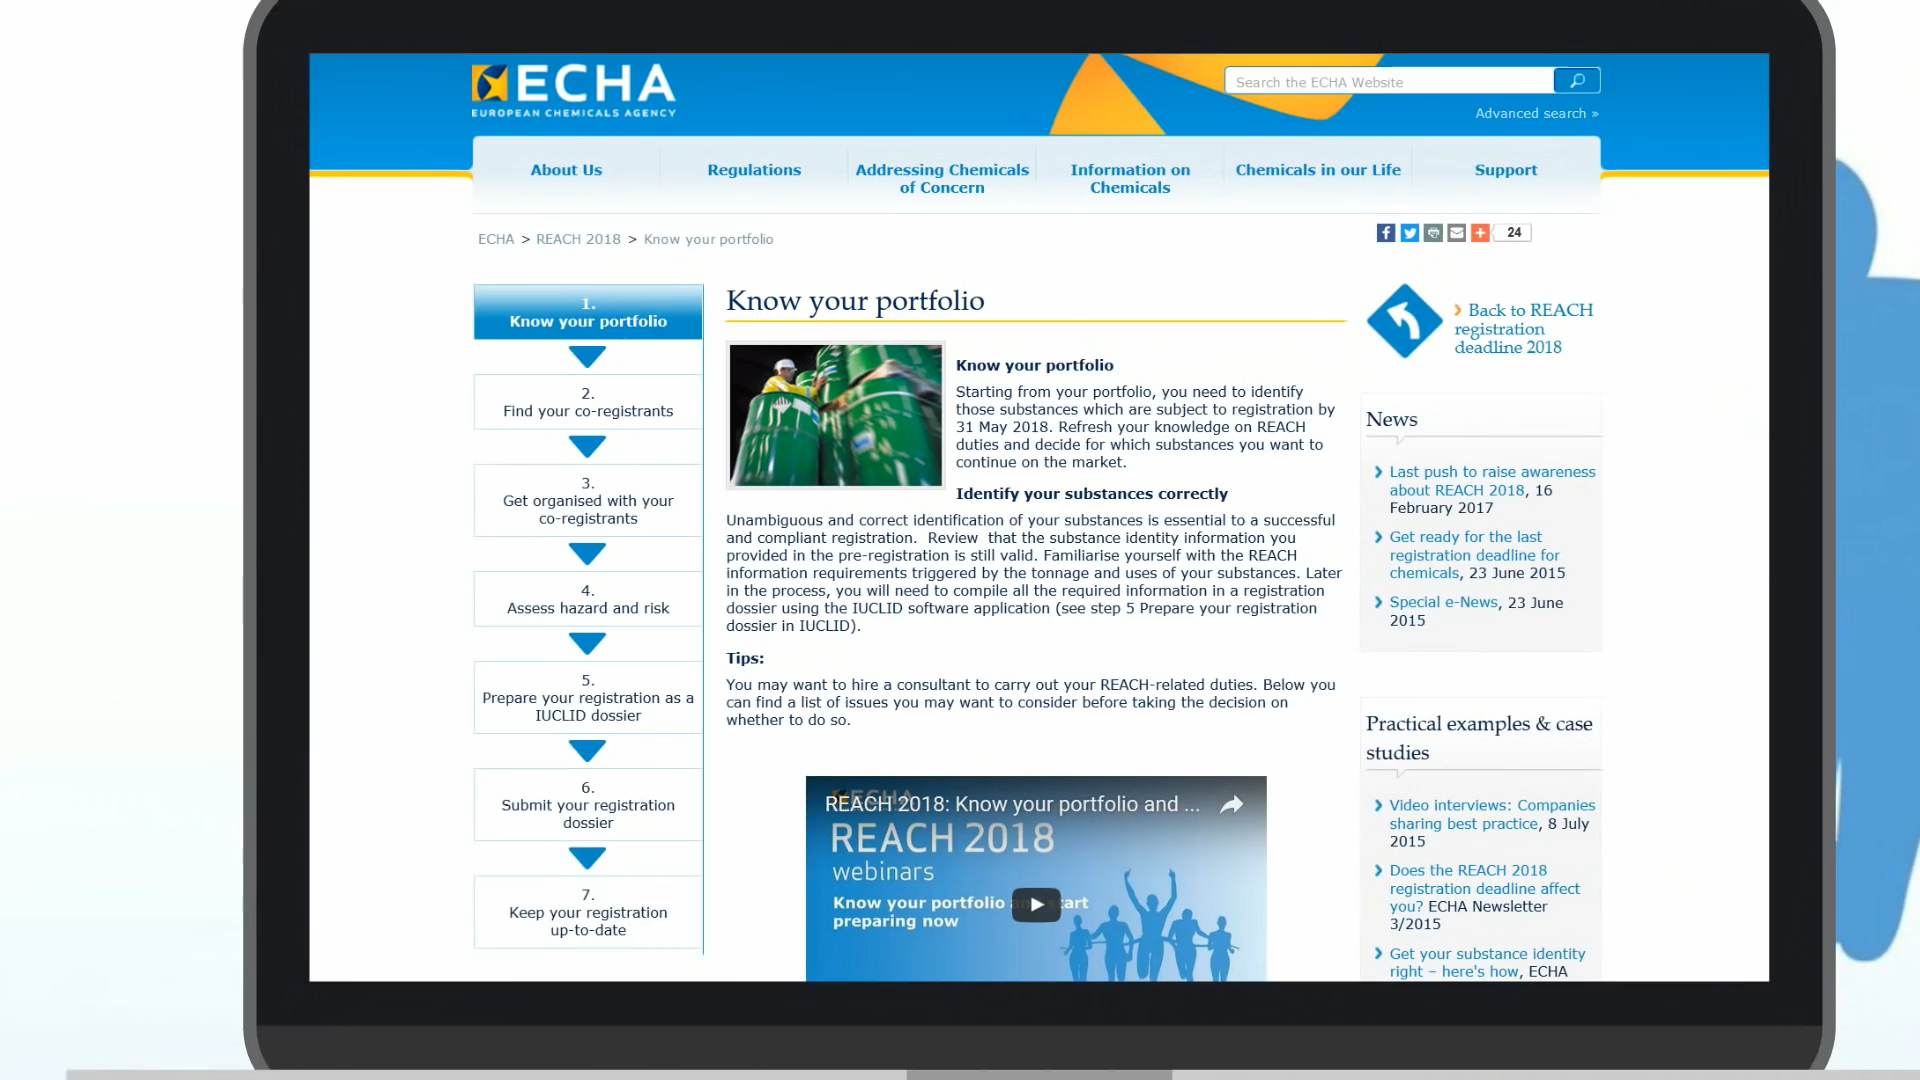 ECHA
EUROPEAN CHEMICALS AGENCY
Search the ECHA Website
Advanced search »
About Us
Regulations
Addressing Chemicals
of Concern
Information on
Chemicals
Chemicals in our Life
Support
ECHA > REACH 2018 > Know your portfolio
24
1.
Know your portfolio
2.
Find your co-registrants
3.
Get organised with your
co-registrants
4.
Assess hazard and risk
5.
Prepare your registration as a
IUCLID dossier
6.
Submit your registration
dossier
7.
Keep your registration
up-to-date
Know your portfolio
Know your portfolio
Starting from your portfolio, you need to identify
those substances which are subject to registration by
31 May 2018. Refresh your knowledge on REACH
duties and decide for which substances you want to
continue on the market.
Identify your substances correctly
Unambiguous and correct identification of your substances is essential to a successful
and compliant registration.  Review  that the substance identity information you
provided in the pre-registration is still valid. Familiarise yourself with the REACH
information requirements triggered by the tonnage and uses of your substances. Later
in the process, you will need to compile all the required information in a registration
dossier using the IUCLID software application (see step 5 Prepare your registration
dossier in IUCLID).
Tips:
You may want to hire a consultant to carry out your REACH-related duties. Below you
can find a list of issues you may want to consider before taking the decision on
whether to do so.
REACH 2018: Know your portfolio and ...
REACH 2018
webinars
Know your portfolio and start
preparing now
Back to REACH
registration
deadline 2018
News
Last push to raise awareness
about REACH 2018, 16
February 2017
Get ready for the last
registration deadline for
chemicals, 23 June 2015
Special e-News, 23 June
2015
Practical examples & case
studies
Video interviews: Companies
sharing best practice, 8 July
2015
Does the REACH 2018
registration deadline affect
you? ECHA Newsletter
3/2015
Get your substance identity
right – here's how, ECHA